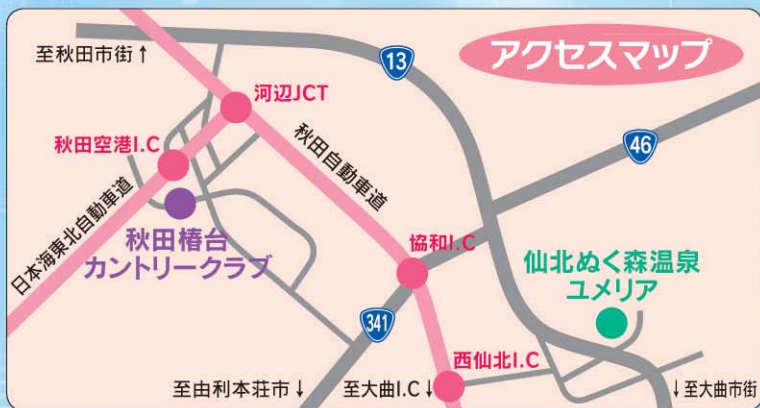 アクセスマップ
至秋田市街↑
13
河辺JCT
秋田空港I.C
秋田自動車道
46
日本海東北自動車道
秋田椿台
カントリークラブ
協和I.C
仙北ぬく森温泉
ユメリア
341
西仙北I.C
至由利本荘市↓
至大曲I.C↓
↓至大曲市街